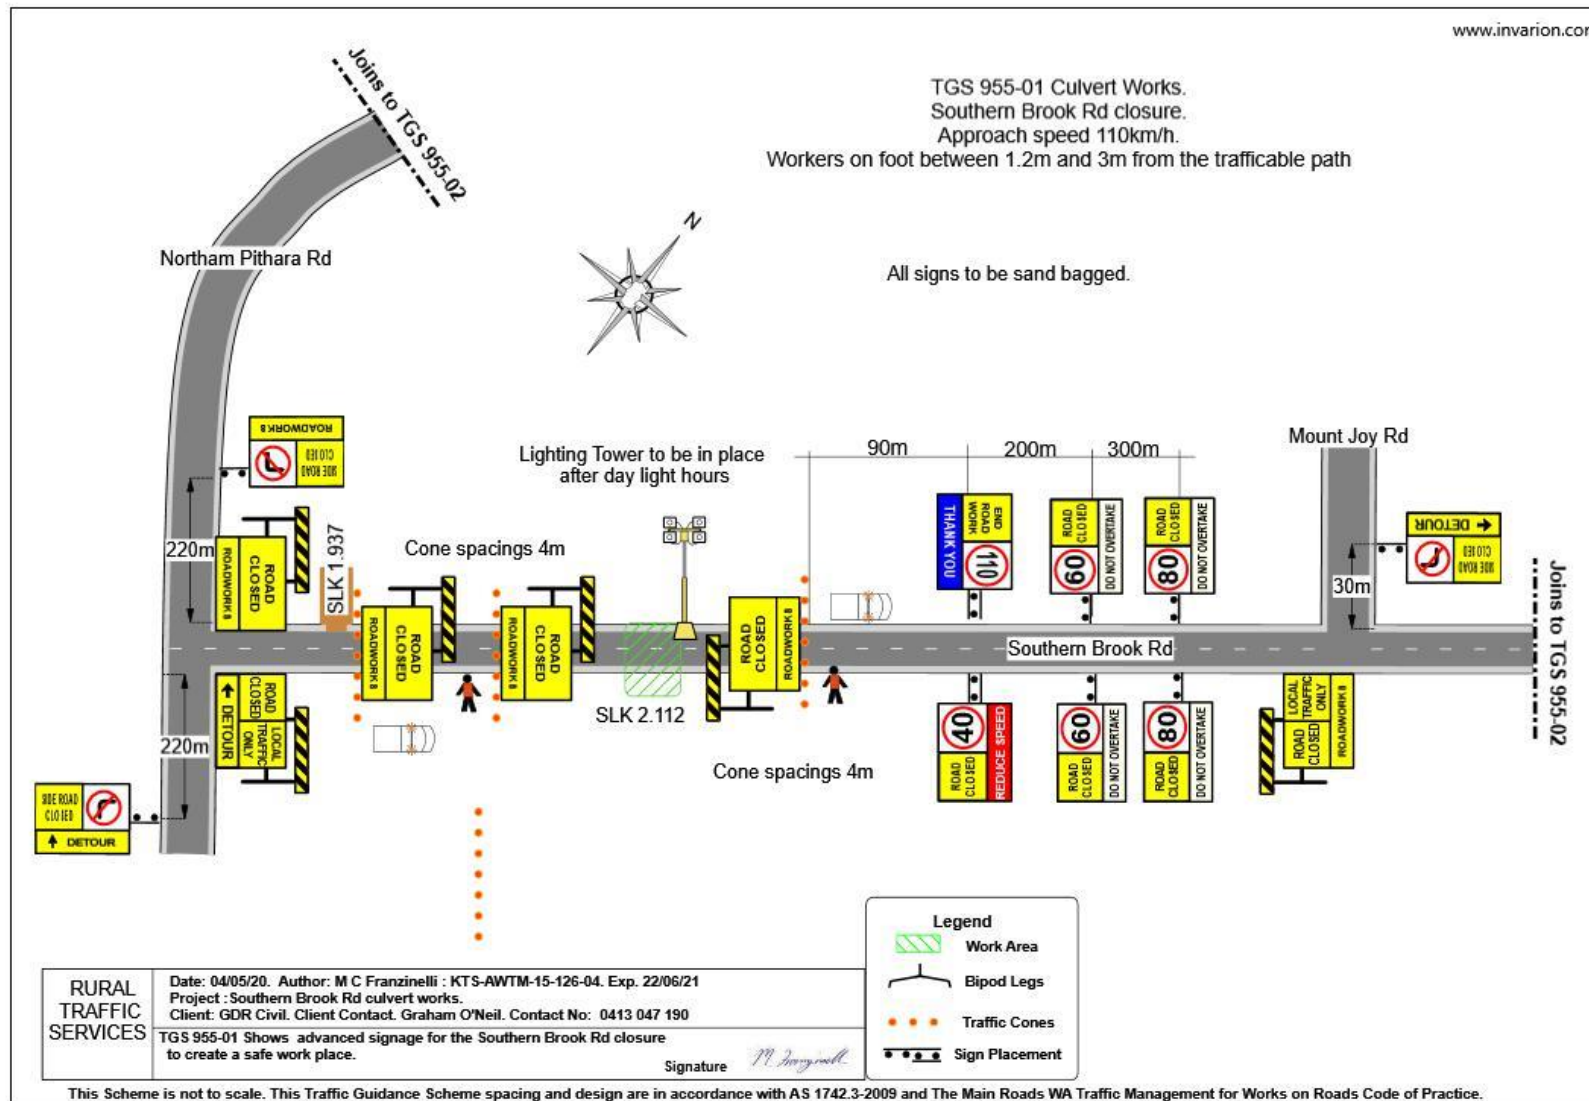 www.invarion.com
TGS 955-01 Culvert Works.
Southern Brook Rd closure.
Approach speed 110km/h.
Workers on foot between 1.2m and 3m from the trafficable path
All signs to be sand bagged.
Joins to TGS 955-02
Northam Pithara Rd
N
ROADWORK 8
SIDE ROAD
CLOSED
220m
ROAD
CLOSED
ROADWORK 8
SLK 1.937
Cone spacings 4m
ROAD
CLOSED
ROADWORK 8
ROAD
CLOSED
ROADWORK 8
Lighting Tower to be in place
after day light hours
SLK 2.112
ROAD
CLOSED
ROADWORK 8
90m
200m
300m
THANK YOU
END
ROAD
WORK
110
ROAD
CLOSED
60
DO NOT OVERTAKE
ROAD
CLOSED
80
DO NOT OVERTAKE
Mount Joy Rd
DETOUR
SIDE ROAD
CLOSED
30m
Southern Brook Rd
Joins to TGS 955-02
220m
DETOUR
ROAD
CLOSED
LOCAL
TRAFFIC
ONLY
SIDE ROAD
CLOSED
DETOUR
Cone spacings 4m
40
ROAD
CLOSED
REDUCE SPEED
60
ROAD
CLOSED
DO NOT OVERTAKE
80
ROAD
CLOSED
DO NOT OVERTAKE
LOCAL
TRAFFIC
ONLY
ROAD
CLOSED
ROADWORK 8
Legend
Work Area
Bipod Legs
Traffic Cones
Sign Placement
RURAL
TRAFFIC
SERVICES
Date: 04/05/20. Author: M C Franzinelli : KTS-AWTM-15-126-04. Exp. 22/06/21
Project : Southern Brook Rd culvert works.
Client: GDR Civil. Client Contact. Graham O'Neil. Contact No: 0413 047 190
TGS 955-01 Shows advanced signage for the Southern Brook Rd closure
to create a safe work place.
Signature
This Scheme is not to scale. This Traffic Guidance Scheme spacing and design are in accordance with AS 1742.3-2009 and The Main Roads WA Traffic Management for Works on Roads Code of Practice.